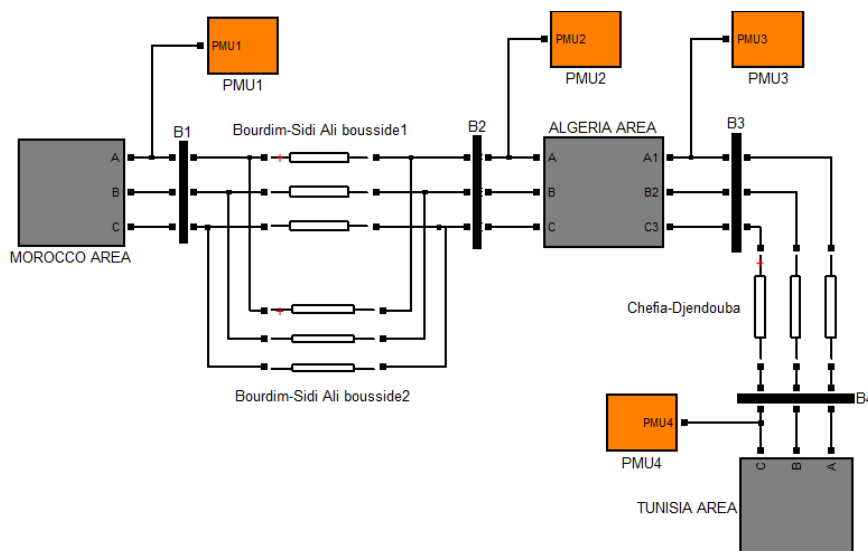 PMU1
PMU1
PMU2
PMU2
PMU3
PMU3
B1
Bourdim-Sidi Ali bousside1
B2
ALGERIA AREA
B3
A
B
C
MOROCCO AREA
A
B
C
A1
B2
C3
Chefia-Djendouba
Bourdim-Sidi Ali bousside2
B4
PMU4
PMU4
C
B
A
TUNISIA AREA